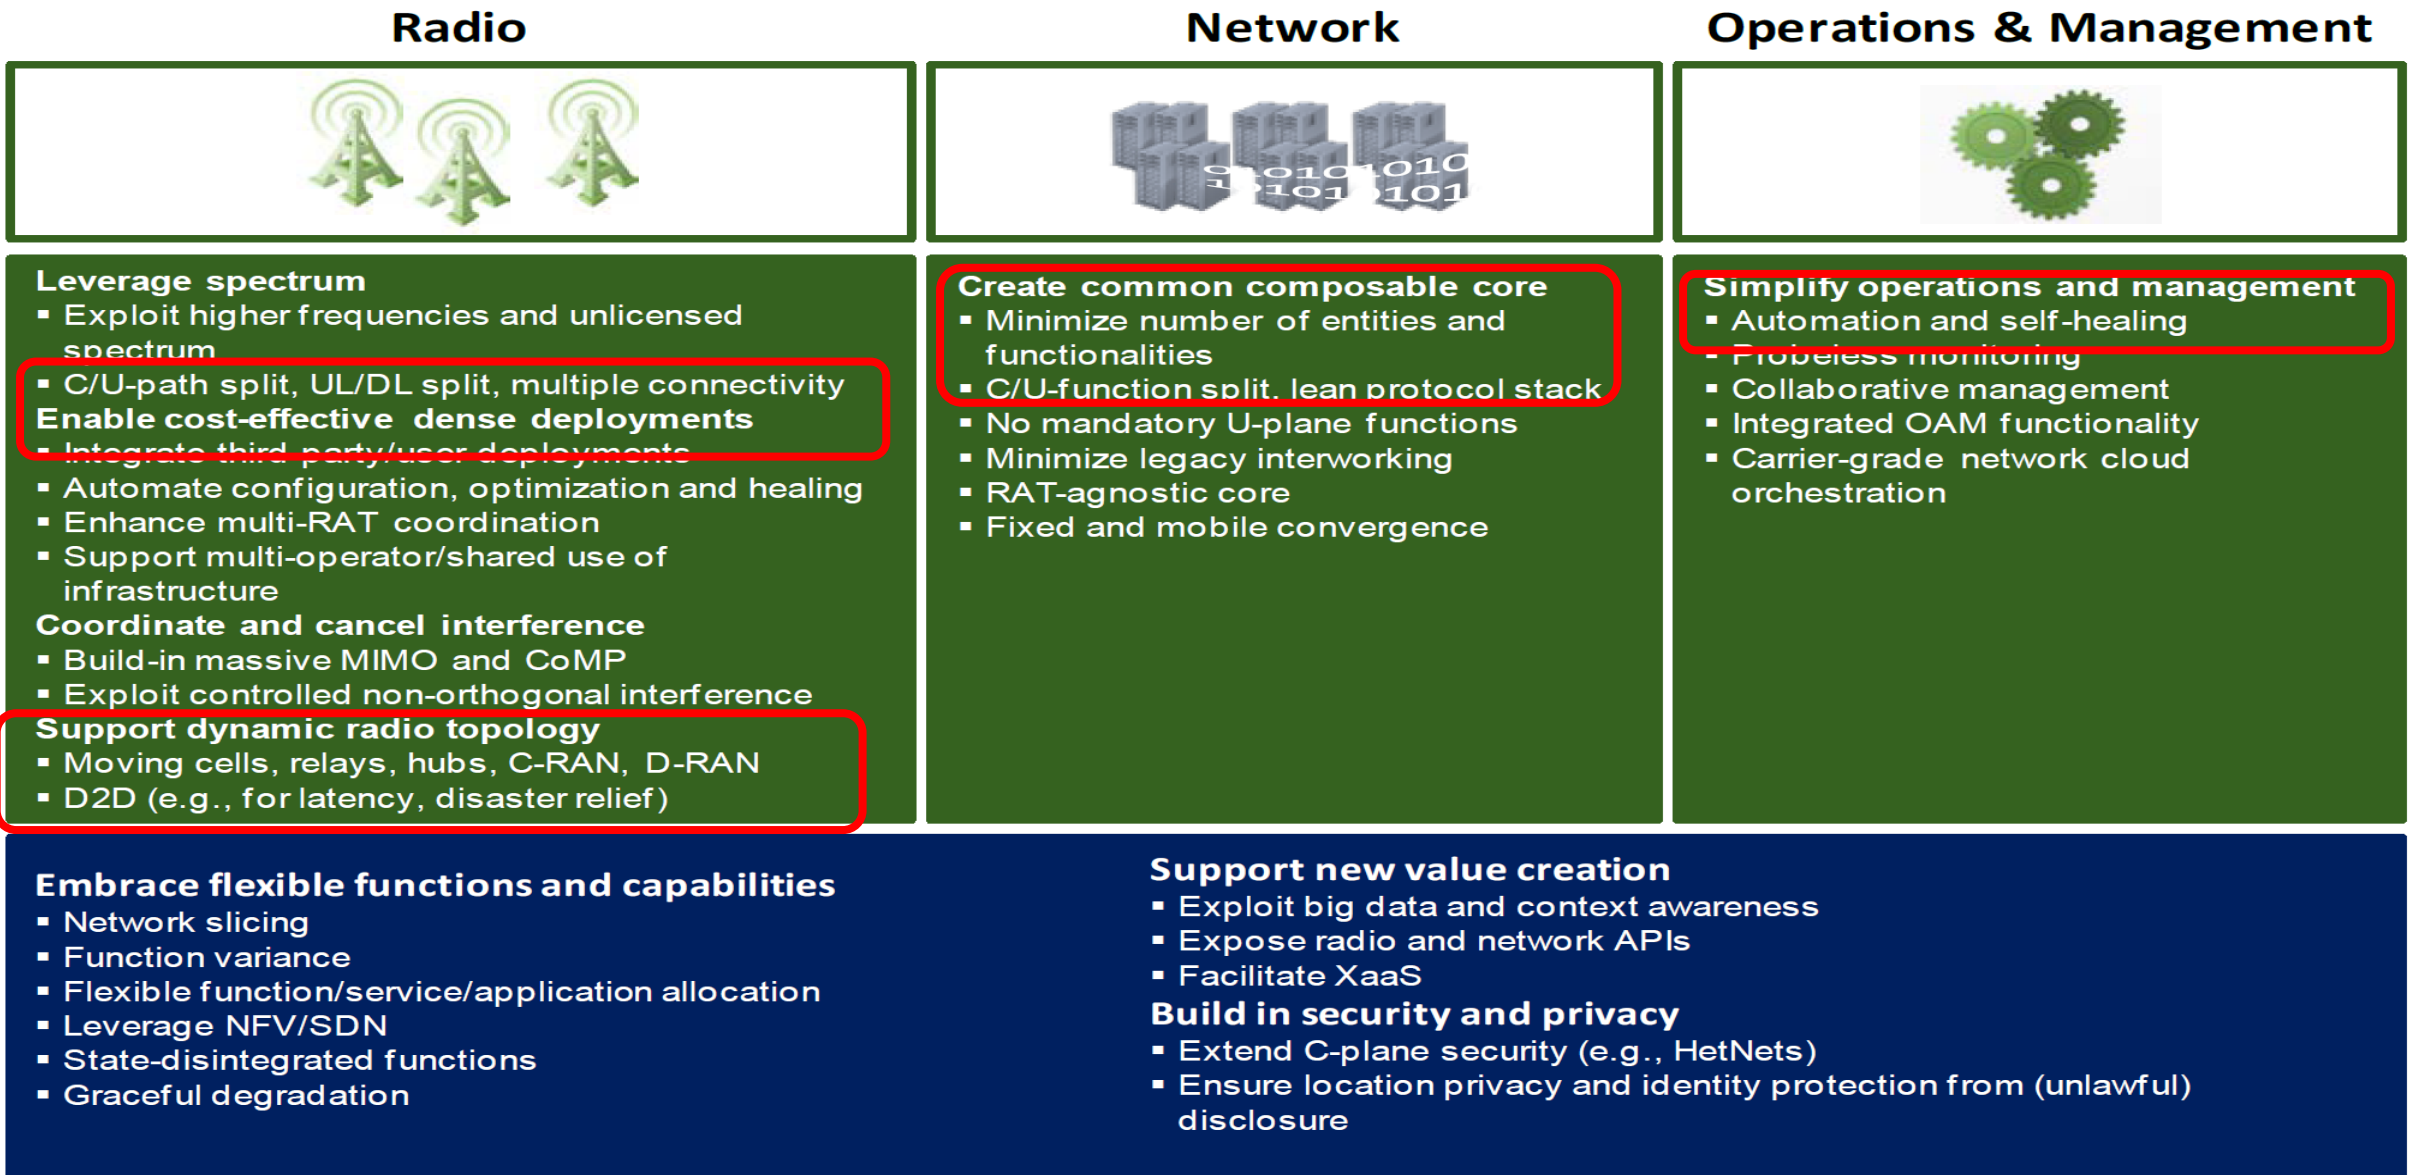 Radio
Network
Operations & Management
010101010
101010101
Leverage spectrum
▪ Exploit higher frequencies and unlicensed
spectrum
▪ C/U-path split, UL/DL split, multiple connectivity
Enable cost-effective dense deployments
▪ Integrate third-party/user deployments
▪ Automate configuration, optimization and healing
▪ Enhance multi-RAT coordination
▪ Support multi-operator/shared use of
infrastructure
Coordinate and cancel interference
▪ Build-in massive MIMO and CoMP
▪ Exploit controlled non-orthogonal interference
Support dynamic radio topology
▪ Moving cells, relays, hubs, C-RAN, D-RAN
▪ D2D (e.g., for latency, disaster relief)
Create common composable core
▪ Minimize number of entities and
functionalities
▪ C/U-function split, lean protocol stack
▪ No mandatory U-plane functions
▪ Minimize legacy interworking
▪ RAT-agnostic core
▪ Fixed and mobile convergence
Simplify operations and management
▪ Automation and self-healing
▪ Probeless monitoring
▪ Collaborative management
▪ Integrated OAM functionality
▪ Carrier-grade network cloud
orchestration
Embrace flexible functions and capabilities
▪ Network slicing
▪ Function variance
▪ Flexible function/service/application allocation
▪ Leverage NFV/SDN
▪ State-disintegrated functions
▪ Graceful degradation
Support new value creation
▪ Exploit big data and context awareness
▪ Expose radio and network APIs
▪ Facilitate XaaS
Build in security and privacy
▪ Extend C-plane security (e.g., HetNets)
▪ Ensure location privacy and identity protection from (unlawful)
disclosure